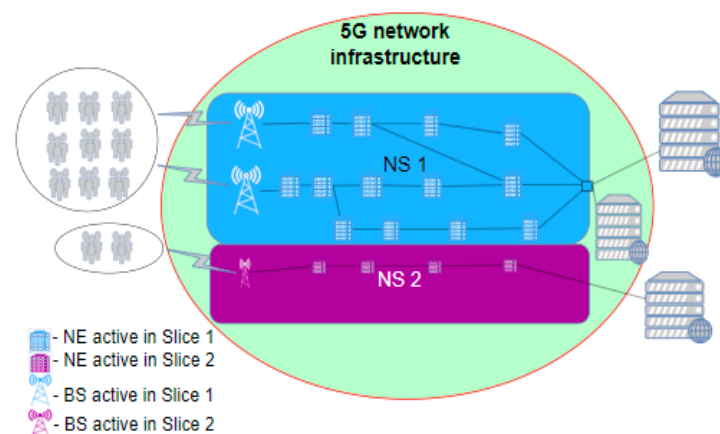 5G network
infrastructure
NS 1
NS 2
- NE active in Slice 1
- NE active in Slice 2
- BS active in Slice 1
- BS active in Slice 2